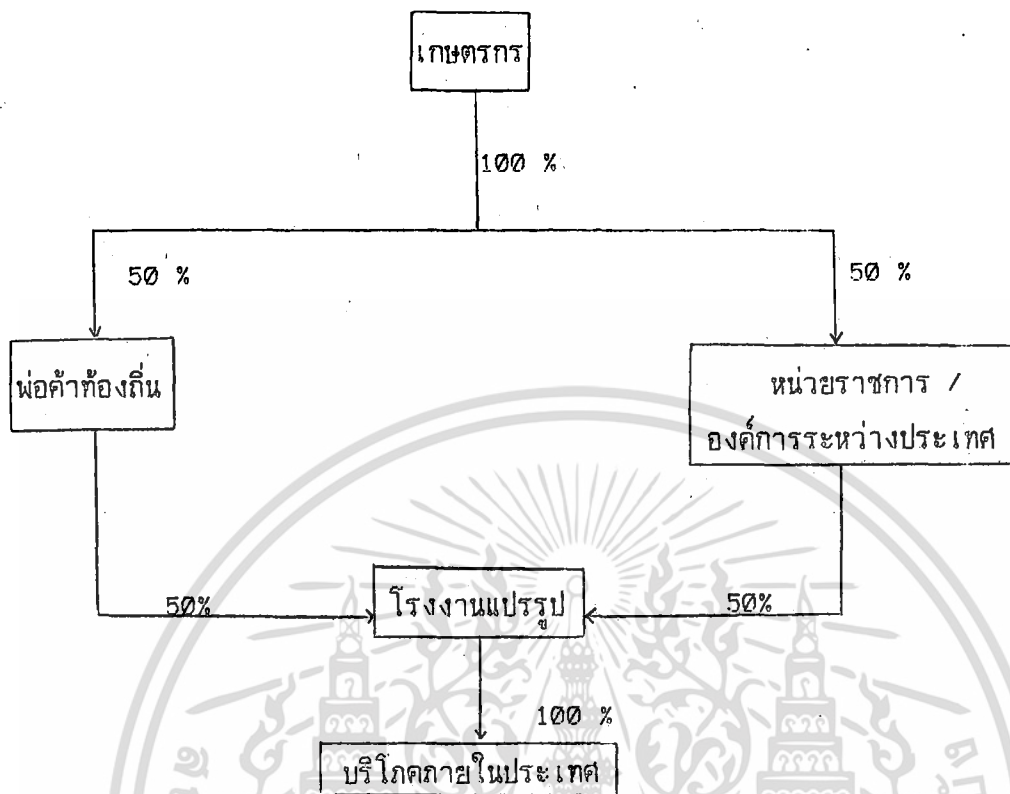 เกษตรกร
100 %
50 %
50 %
พ่อค้าท้องถิ่น
หน่วยราชการ /
องค์การระหว่างประเทศ
50%
โรงงานแปรรูป
50%
100 %
บริโภคภายในประเทศ